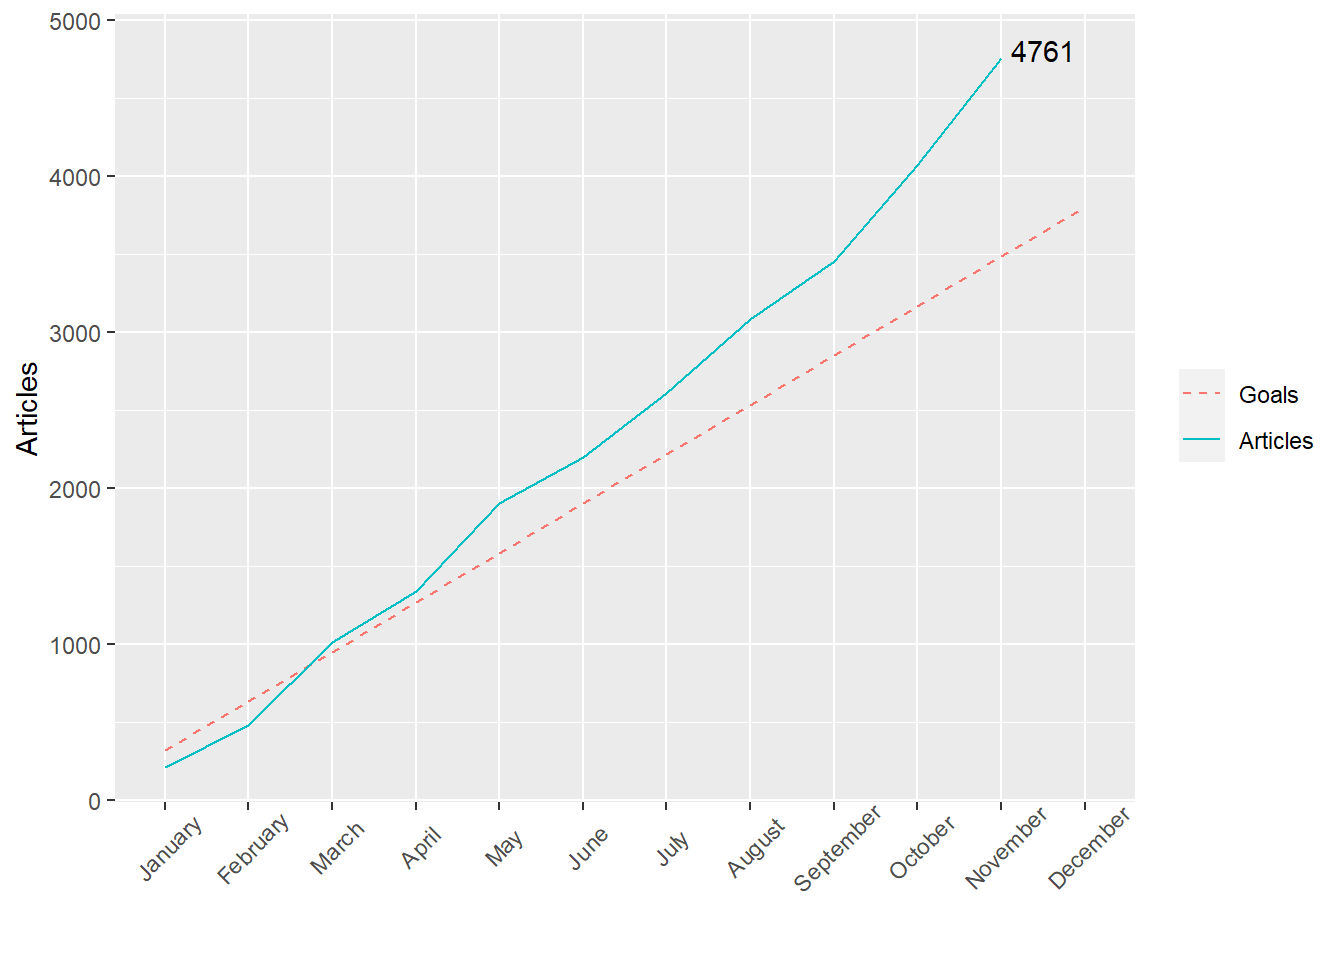 5000
4761
4000
3000
2000
1000
0
Articles
January
February
March
April
May
June
July
August
September
October
November
December
Goals
Articles